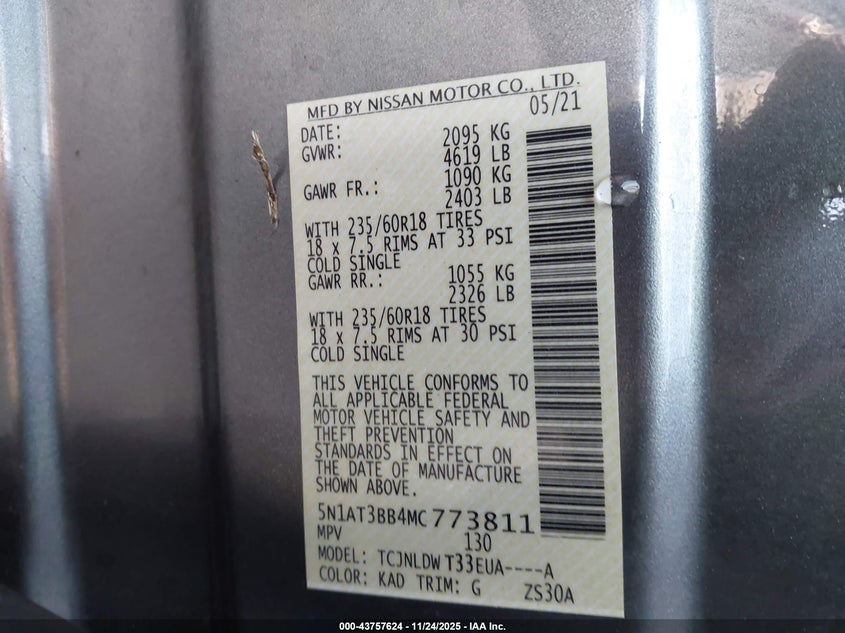 MFD BY NISSAN MOTOR CO., LTD.
DATE: 05/21
GVWR: 2095 KG
4619 LB
GAWR FR.: 1090 KG
2403 LB
WITH 235/60R18 TIRES
18 x 7.5 RIMS AT 33 PSI
COLD SINGLE
GAWR RR.: 1055 KG
2326 LB
WITH 235/60R18 TIRES
18 x 7.5 RIMS AT 30 PSI
COLD SINGLE
THIS VEHICLE CONFORMS TO
ALL APPLICABLE FEDERAL
MOTOR VEHICLE SAFETY AND
THEFT PREVENTION
STANDARDS IN EFFECT ON
THE DATE OF MANUFACTURE
SHOWN ABOVE.
5N1AT3BB4MC773811
MPV 130
MODEL: TCJNLDW T33EUA----A
COLOR: KAD TRIM: G ZS30A
000-43757624 - 11/24/2025 - IAA Inc.